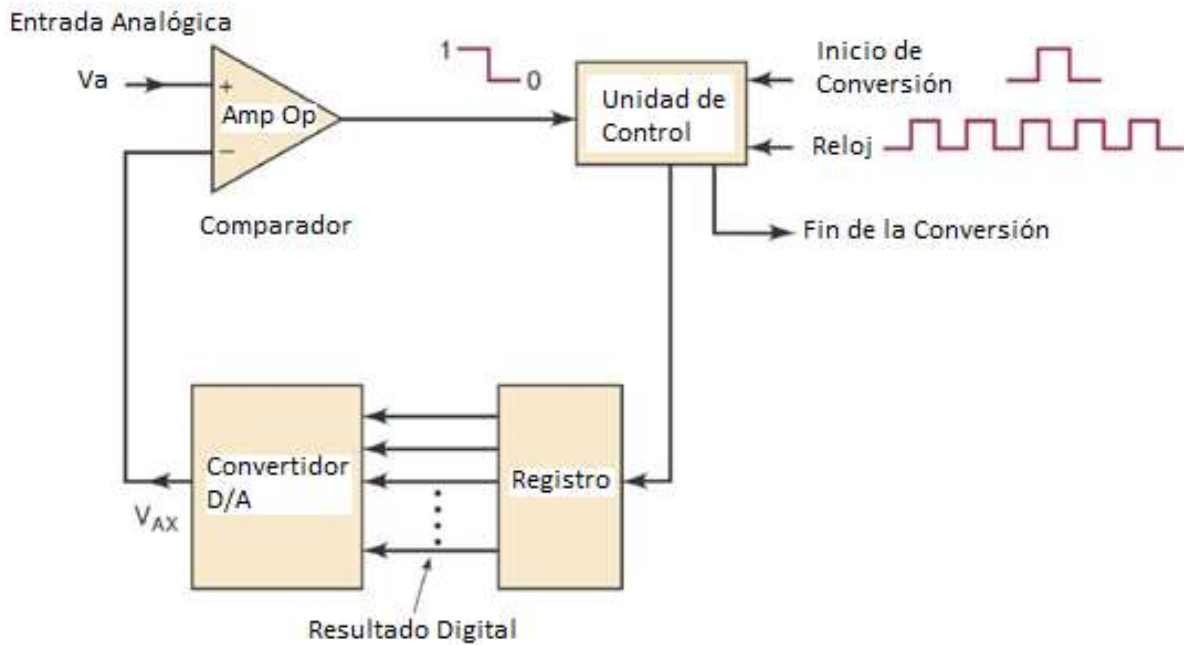 Entrada Analógica
Va
+
Amp Op
−
Comparador
1
0
Unidad de
Control
Inicio de
Conversión
Reloj
Fin de la Conversión
Convertidor
D/A
Registro
VAX
Resultado Digital